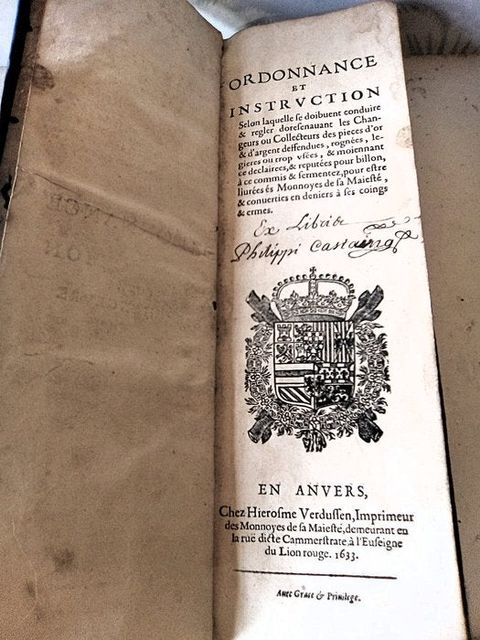 ORDONNANCE
ET
INSTRVCTION
Selon laquelle se doibuent conduire
& regler doresenauant les Chan-
geurs ou Collecteurs des pieces d'or
& d'argent deffendues, rognées, le-
gieres ou trop vsées, & moiennant
ce declairees, & reputées pour billon,
à ce commis & sermentez, pour estre
liurées és Monnoyes de sa Maiesté,
& conuerties en deniers à ses coings
& armes.
Ex Libris
Philippi Castaing
EN ANVERS,
Chez Hierosme Verdussen, Imprimeur
des Monnoyes de sa Maiesté, demeurant en
la ruë dicte Cammerstrate à l'Enseigne
du Lion rouge. 1633.
Auec Grace & Priuilege.